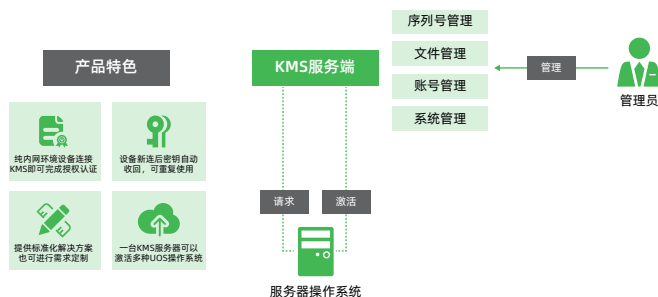 产品特色
纯内网环境设备连接
KMS即可完成授权认证
设备新连后密钥自动
收回，可重复使用
提供标准化解决方案
也可进行需求定制
一台KMS服务器可以
激活多种UOS操作系统
KMS服务端
序列号管理
文件管理
账号管理
系统管理
管理
管理员
请求
激活
服务器操作系统